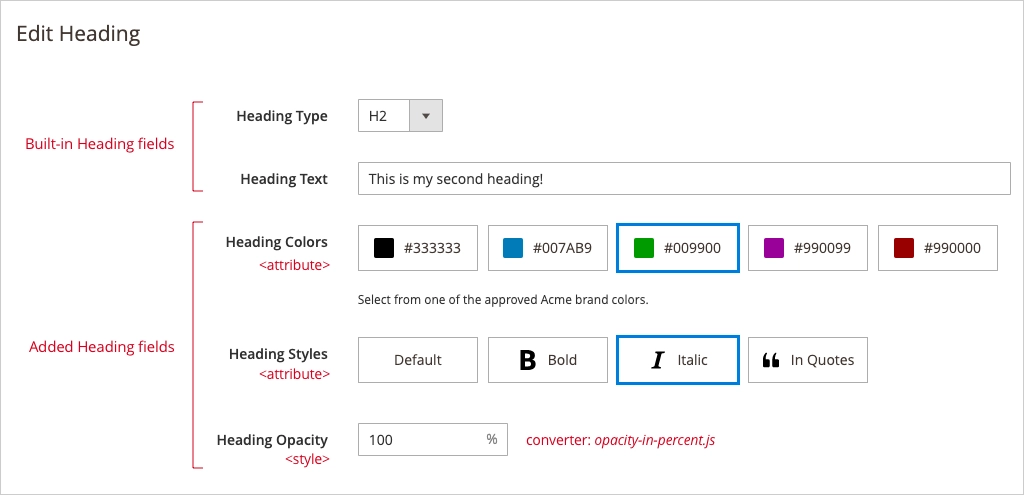 Edit Heading
Built-in Heading fields
Heading Type
H2
Heading Text
This is my second heading!
Added Heading fields
Heading Colors
<attribute>
#333333
#007AB9
#009900
#990099
#990000
Select from one of the approved Acme brand colors.
Heading Styles
<attribute>
Default
B Bold
I Italic
“ In Quotes
Heading Opacity
<style>
100 %
converter: opacity-in-percent.js